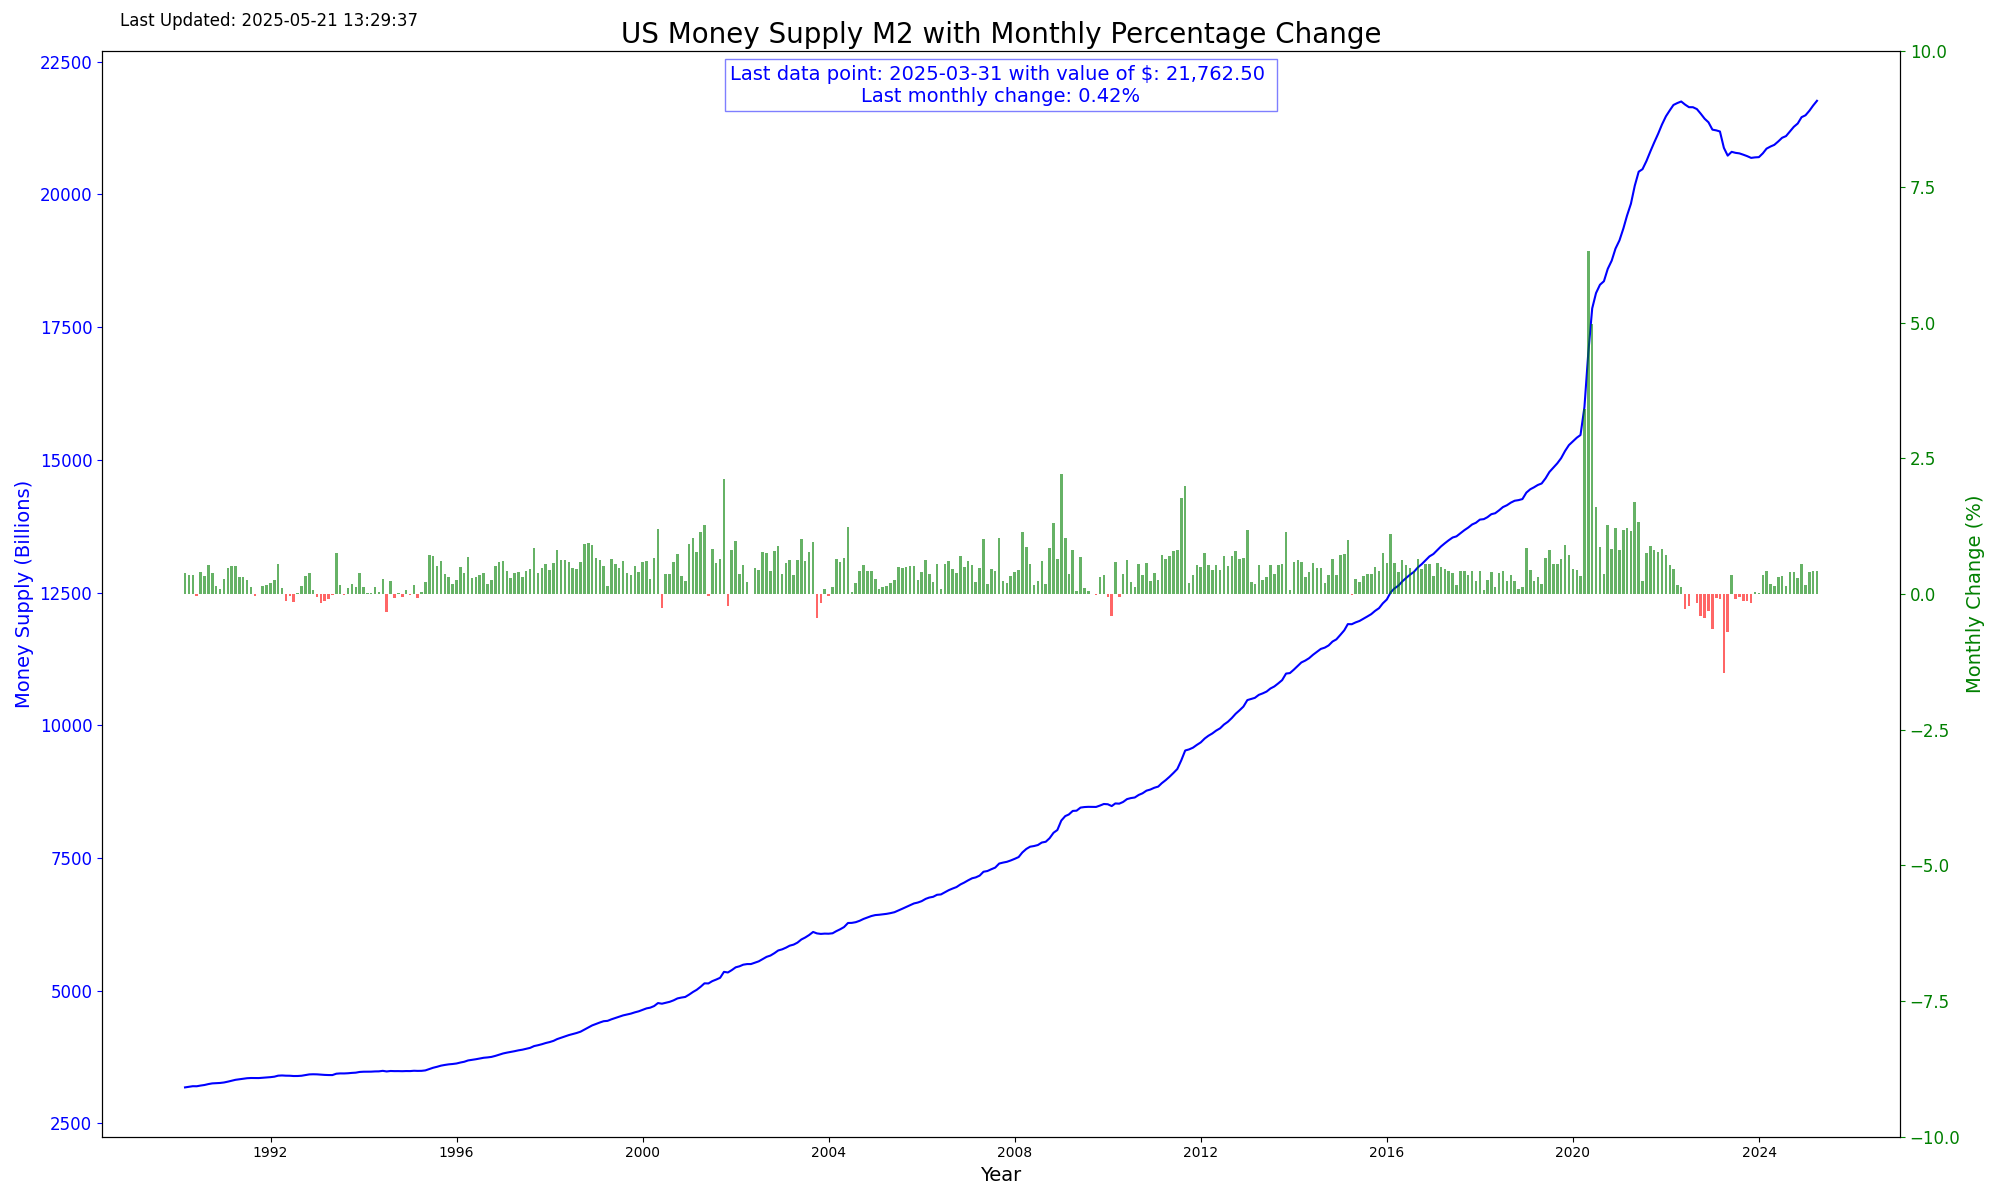 Last Updated: 2025-05-21 13:29:37
US Money Supply M2 with Monthly Percentage Change
Last data point: 2025-03-31 with value of $: 21,762.50
Last monthly change: 0.42%
Money Supply (Billions)
22500
20000
17500
15000
12500
10000
7500
5000
2500
10.0
7.5
5.0
2.5
0.0
−2.5
−5.0
−7.5
−10.0
Monthly Change (%)
1992 1996 2000 2004 2008 2012 2016 2020 2024
Year